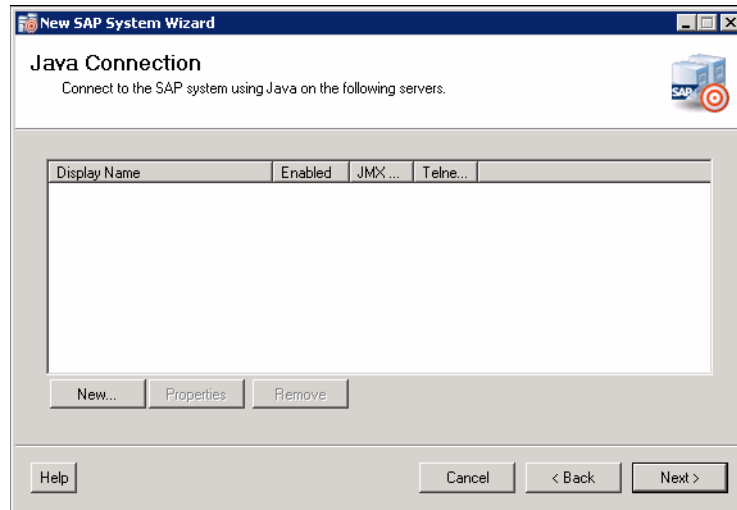 New SAP System Wizard
Java Connection
Connect to the SAP system using Java on the following servers.
SAP
Display Name Enabled JMX ... Telne...
New... Properties Remove
Help Cancel < Back Next >